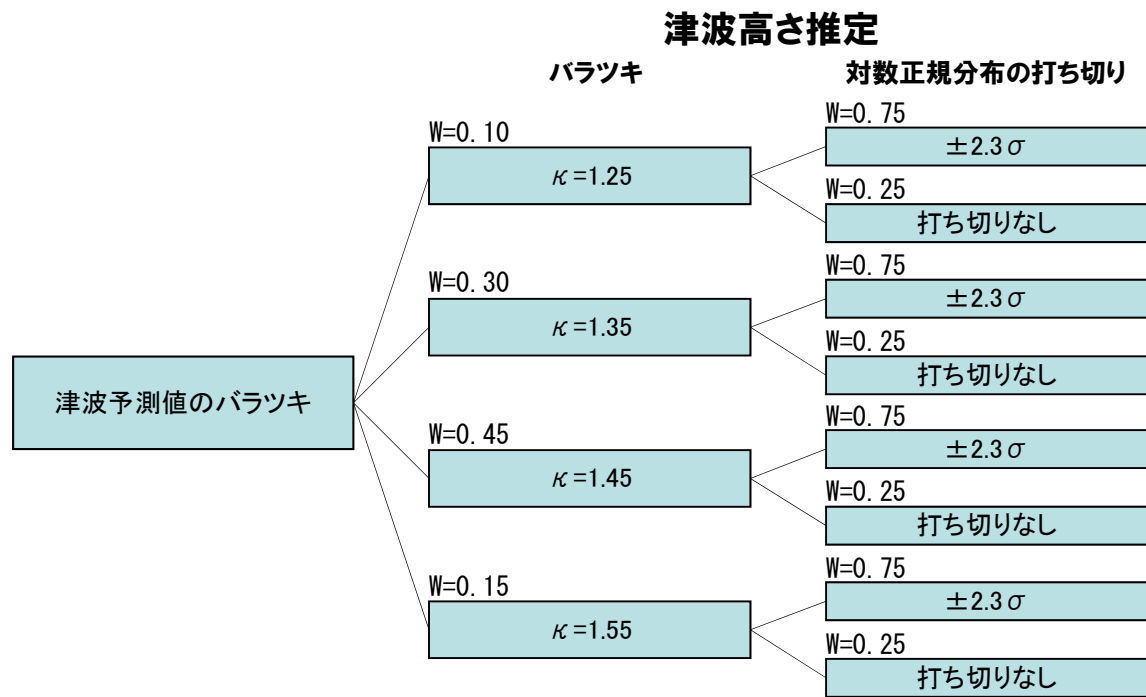 津波高さ推定
バラツキ
対数正規分布の打ち切り
津波予測値のバラツキ
W=0.10
κ=1.25
W=0.75
±2.3σ
W=0.25
打ち切りなし
W=0.30
κ=1.35
W=0.75
±2.3σ
W=0.25
打ち切りなし
W=0.45
κ=1.45
W=0.75
±2.3σ
W=0.25
打ち切りなし
W=0.15
κ=1.55
W=0.75
±2.3σ
W=0.25
打ち切りなし